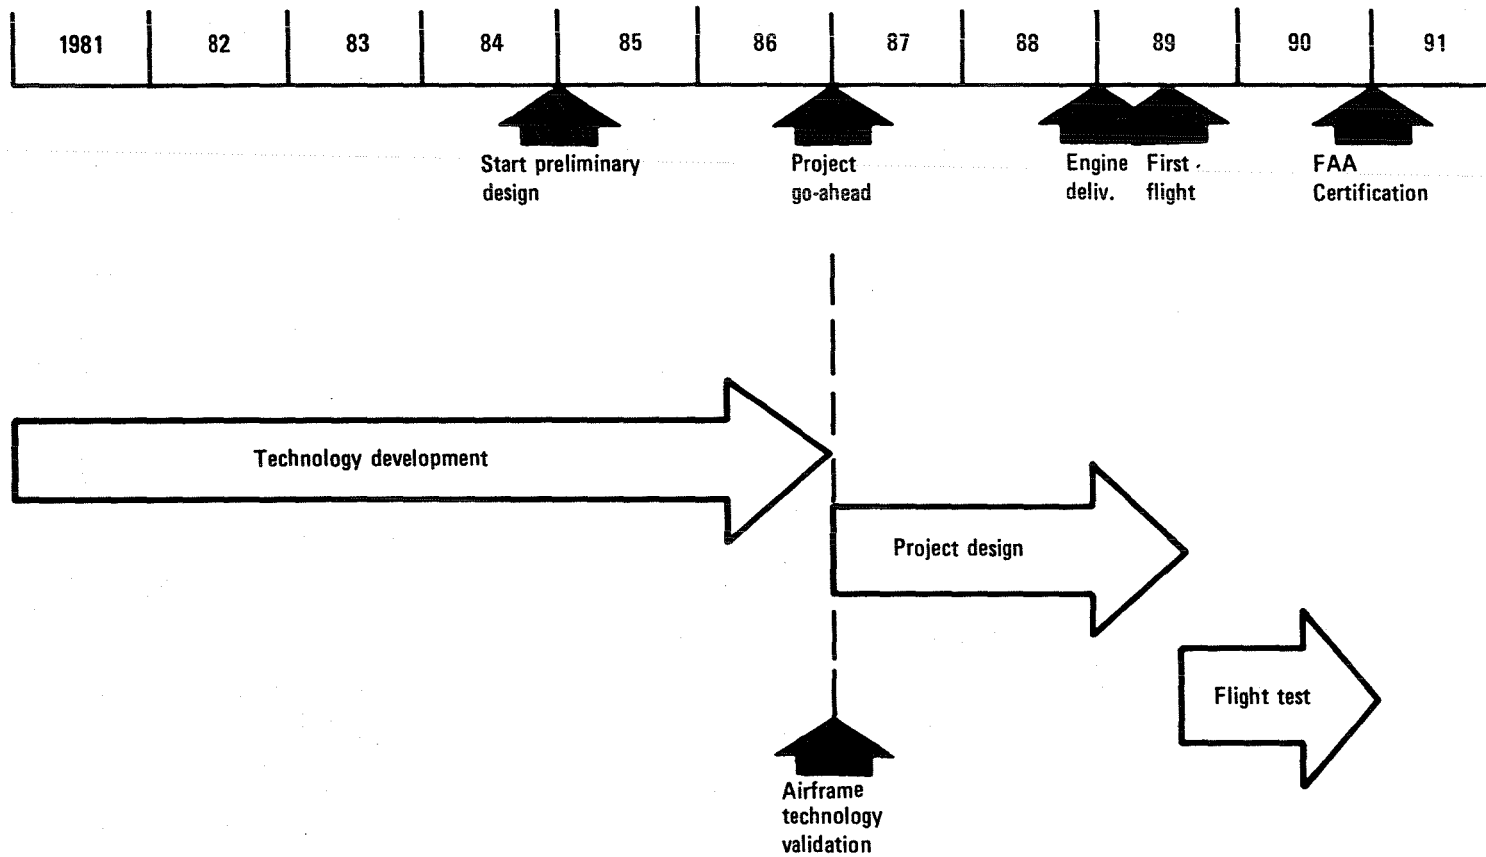 1981 82 83 84 85 86 87 88 89 90 91
Start preliminary
design
Project
go-ahead
Engine
deliv.
First
flight
FAA
Certification
Technology development
Project design
Flight test
Airframe
technology
validation